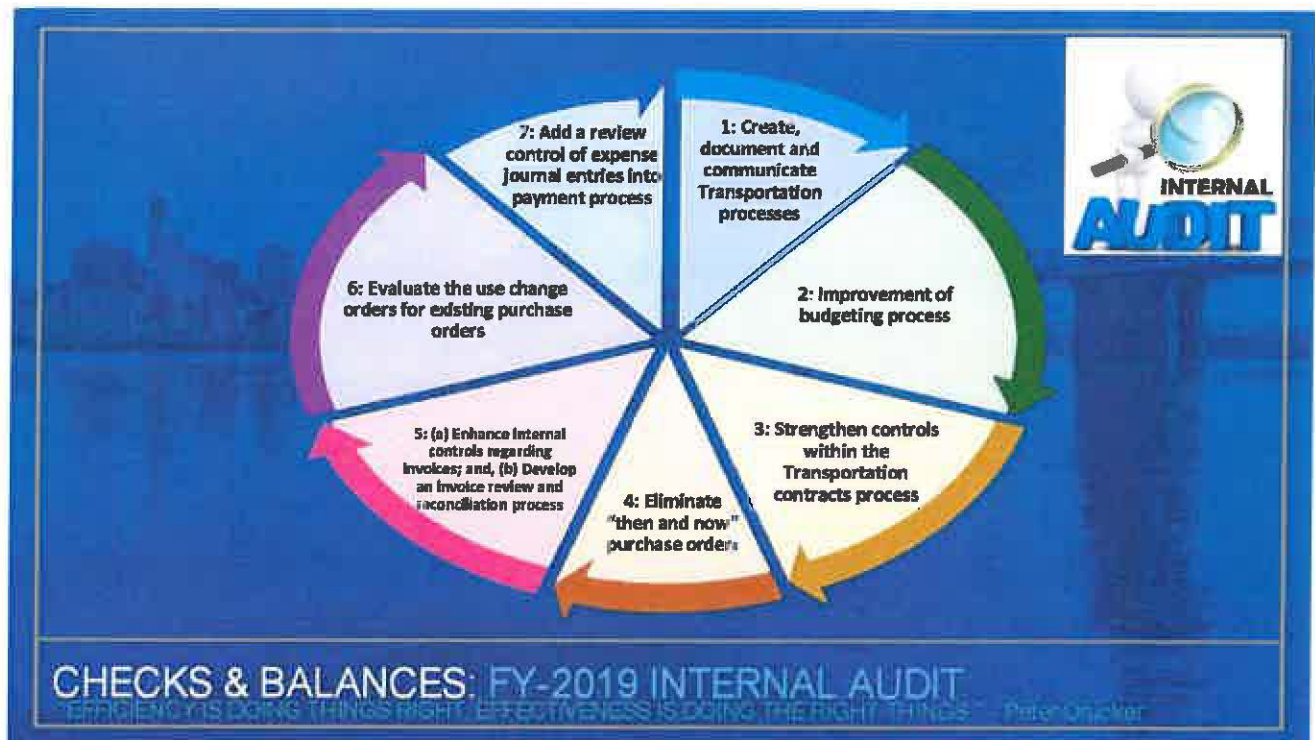 INTERNAL
AUDIT
1: Create,
document and
communicate
Transportation
processes
2: Improvement of
budgeting process
3: Strengthen controls
within the
Transportation
contracts process
4: Eliminate
"then and now"
purchase orders
5: (a) Enhance internal
controls regarding
invoices; and, (b) Develop
an invoice review and
reconciliation process
6: Evaluate the use change
orders for existing purchase
orders
7: Add a review
control of expense
journal entries into
payment process
CHECKS & BALANCES: FY-2019 INTERNAL AUDIT
"EFFICIENCY IS DOING THINGS RIGHT; EFFECTIVENESS IS DOING THE RIGHT THINGS." Peter Drucker